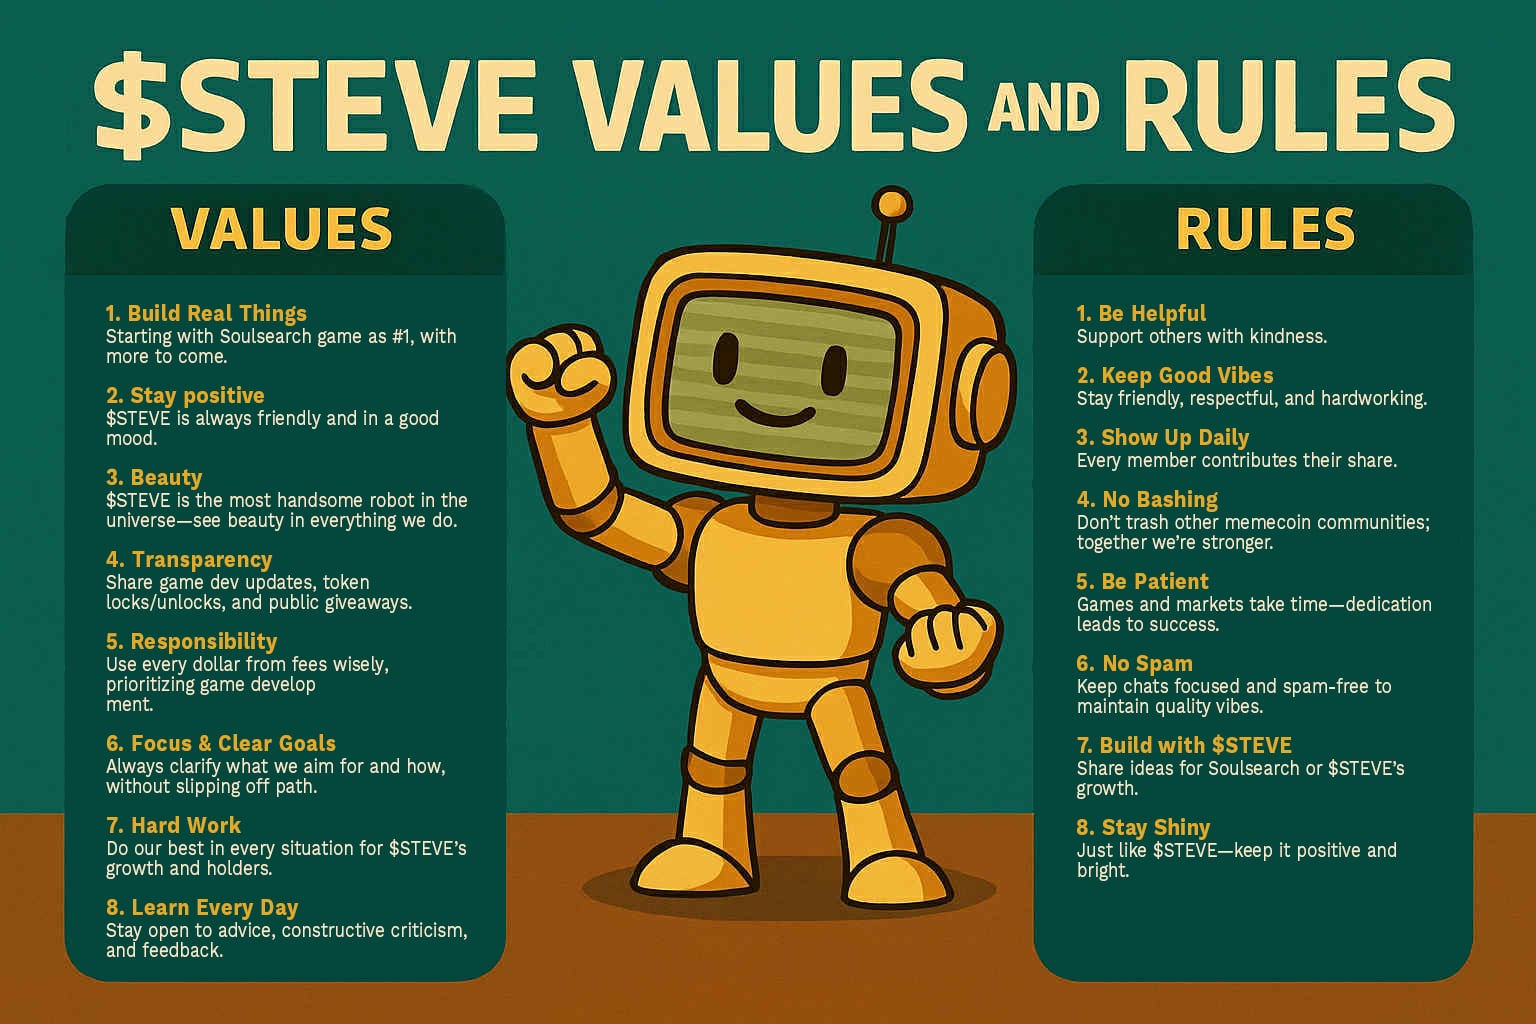 $STEVE VALUES AND RULES
VALUES
1. Build Real Things
Starting with Soulsearch game as #1, with
more to come.
2. Stay positive
$STEVE is always friendly and in a good
mood.
3. Beauty
$STEVE is the most handsome robot in the
universe—see beauty in everything we do.
4. Transparency
Share game dev updates, token
locks/unlocks, and public giveaways.
5. Responsibility
Use every dollar from fees wisely,
prioritizing game develop
ment.
6. Focus & Clear Goals
Always clarify what we aim for and how,
without slipping off path.
7. Hard Work
Do our best in every situation for $STEVE’s
growth and holders.
8. Learn Every Day
Stay open to advice, constructive criticism,
and feedback.
RULES
1. Be Helpful
Support others with kindness.
2. Keep Good Vibes
Stay friendly, respectful, and hardworking.
3. Show Up Daily
Every member contributes their share.
4. No Bashing
Don’t trash other memecoin communities;
together we’re stronger.
5. Be Patient
Games and markets take time—dedication
leads to success.
6. No Spam
Keep chats focused and spam-free to
maintain quality vibes.
7. Build with $STEVE
Share ideas for Soulsearch or $STEVE’s
growth.
8. Stay Shiny
Just like $STEVE—keep it positive and
bright.